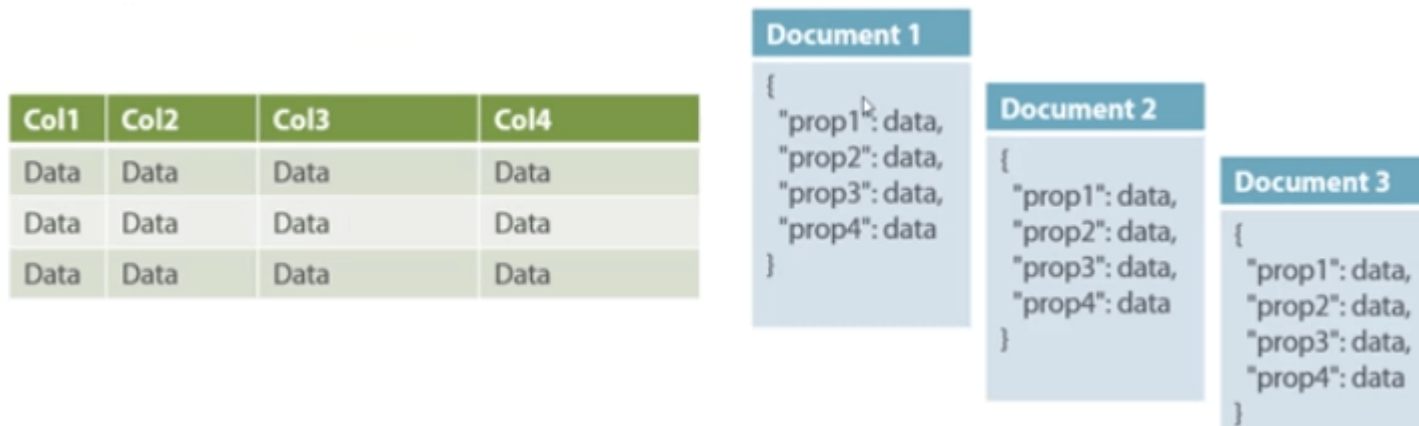 Col1 Col2 Col3 Col4
Data Data Data Data
Data Data Data Data
Data Data Data Data
Document 1
{
"prop1": data,
"prop2": data,
"prop3": data,
"prop4": data
}
Document 2
{
"prop1": data,
"prop2": data,
"prop3": data,
"prop4": data
}
Document 3
{
"prop1": data,
"prop2": data,
"prop3": data,
"prop4": data
}